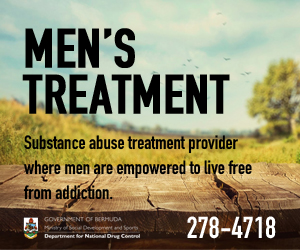 MEN'S
TREATMENT
Substance abuse treatment provider
where men are empowered to live free
from addiction.
GOVERNMENT OF BERMUDA
Ministry of Social Development and Sports
Department for National Drug Control
278-4718